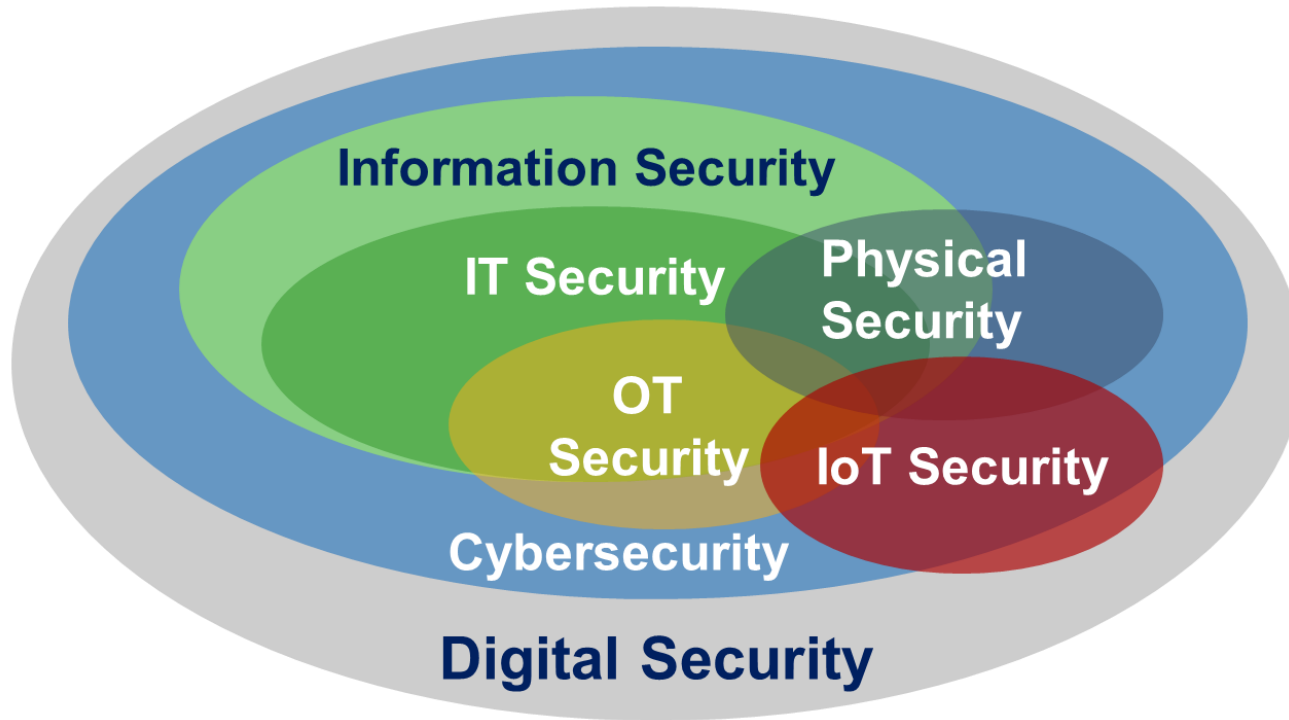 Information Security
IT Security
Physical
Security
OT
Security
IoT Security
Cybersecurity
Digital Security